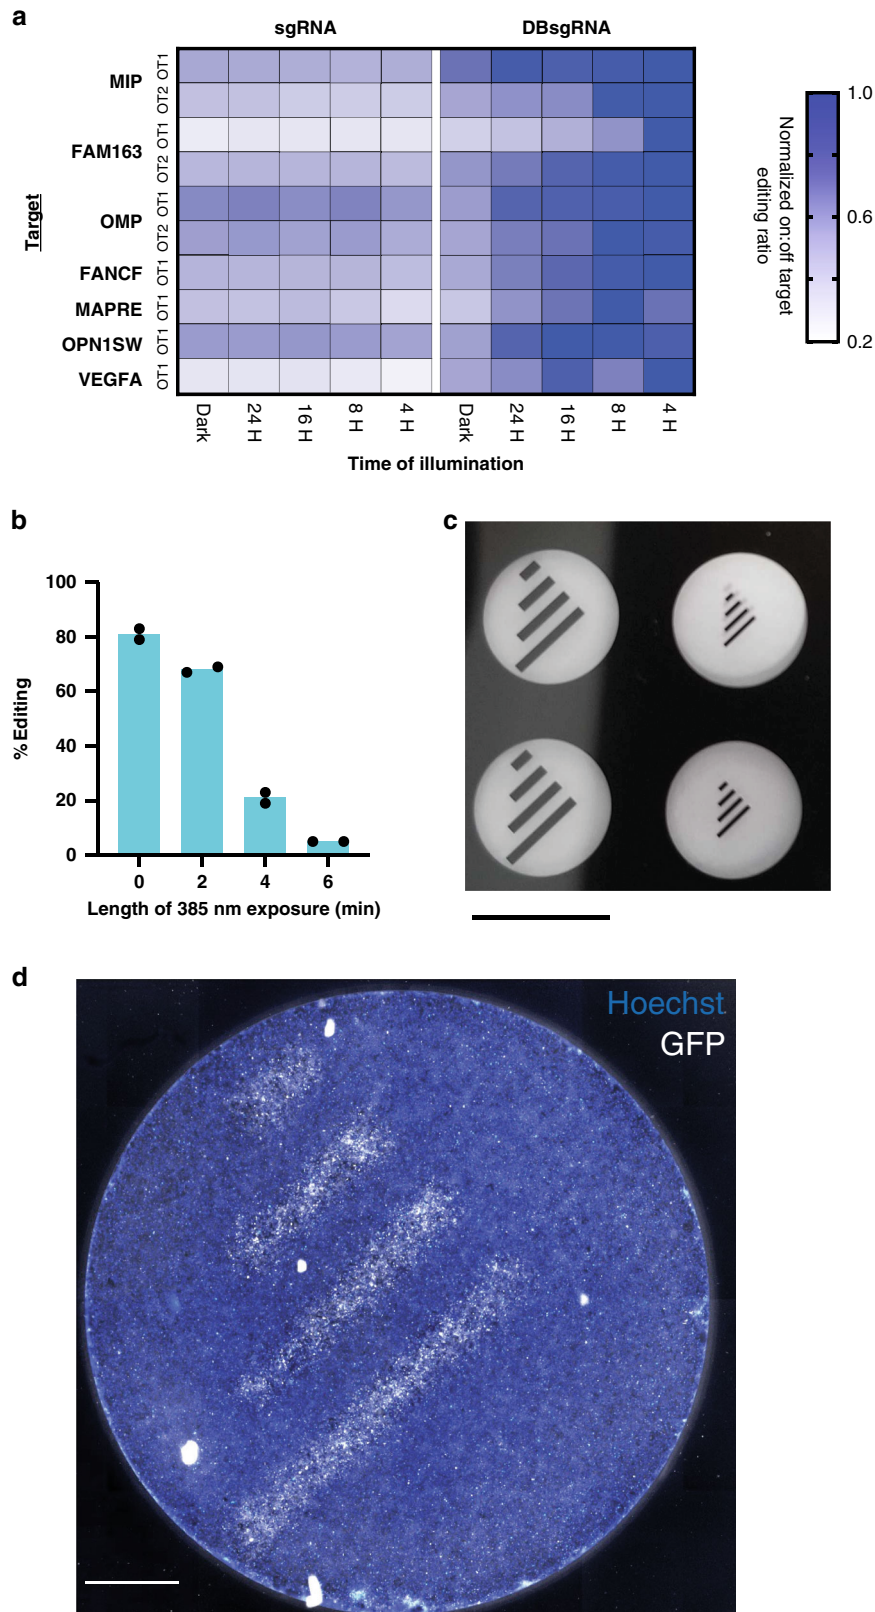 a
sgRNA
DBsgRNA
Target
MIP
OT1
OT2
FAM163
OT1
OT2
OMP
OT1
OT2
FANCF
OT1
MAPRE
OT1
OPN1SW
OT1
VEGFA
OT1
Dark
24 H
16 H
8 H
4 H
Dark
24 H
16 H
8 H
4 H
Time of illumination
1.0
0.6
0.2
Normalized on:off target
editing ratio
b
100
80
60
40
20
0
% Editing
0 2 4 6
Length of 385 nm exposure (min)
c
d
Hoechst
GFP